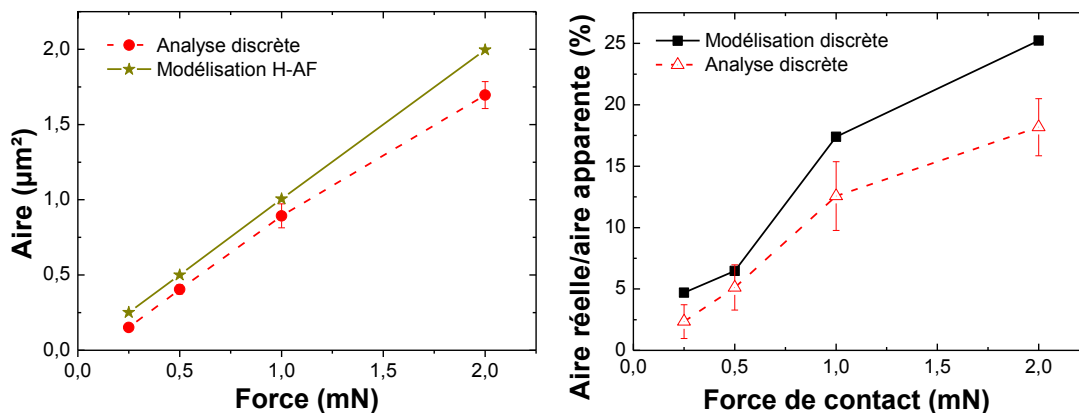 Analyse discrète
Modélisation H-AF
Aire (µm²)
2,0
1,5
1,0
0,5
0,0
0,0 0,5 1,0 1,5 2,0
Force (mN)
Modélisation discrète
Analyse discrète
Aire réelle/aire apparente (%)
25
20
15
10
5
0
0,0 0,5 1,0 1,5 2,0
Force de contact (mN)